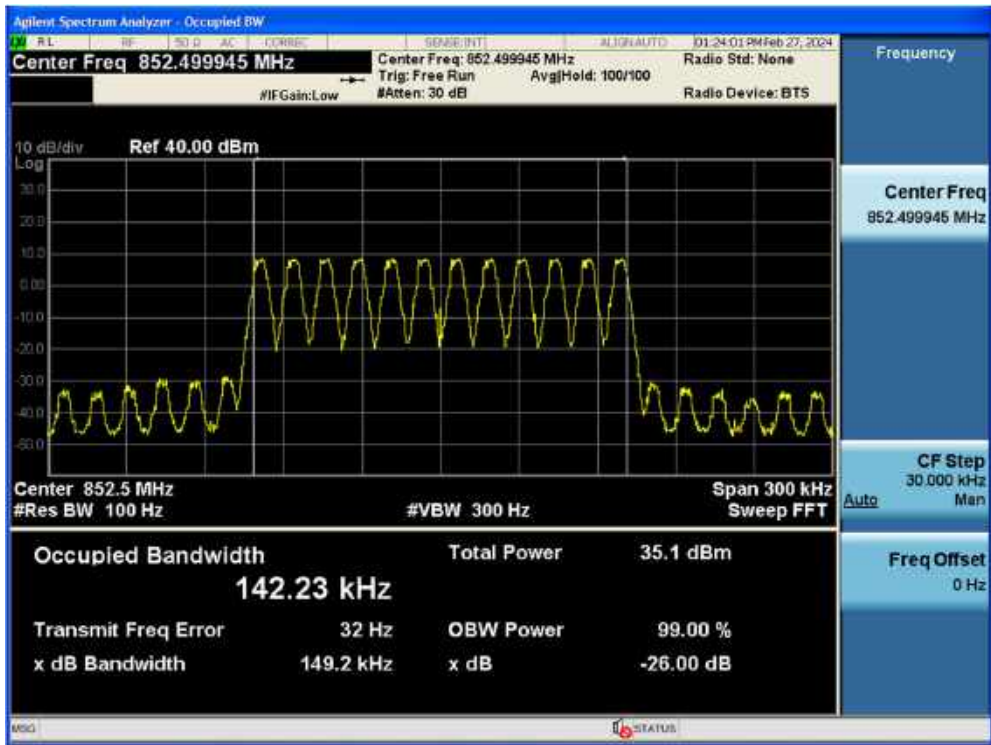 Agilent Spectrum Analyzer - Occupied BW
RL RF 50 Ω AC CORREC SENSE:INT ALIGN AUTO 01:24:01 PM Feb 27, 2024
Center Freq 852.499945 MHz
Center Freq: 852.499945 MHz
Radio Std: None
Trig: Free Run Avg|Hold: 100/100
#IFGain:Low #Atten: 30 dB
Radio Device: BTS
10 dB/div Ref 40.00 dBm
Log
30.0
20.0
10.0
0.00
-10.0
-20.0
-30.0
-40.0
-50.0
Center 852.5 MHz
Span 300 kHz
#Res BW 100 Hz
#VBW 300 Hz
Sweep FFT
Occupied Bandwidth
142.23 kHz
Total Power 35.1 dBm
Transmit Freq Error 32 Hz
OBW Power 99.00 %
x dB Bandwidth 149.2 kHz
x dB -26.00 dB
Frequency
Center Freq
852.499945 MHz
CF Step
30.000 kHz
Auto Man
Freq Offset
0 Hz
MSG
STATUS